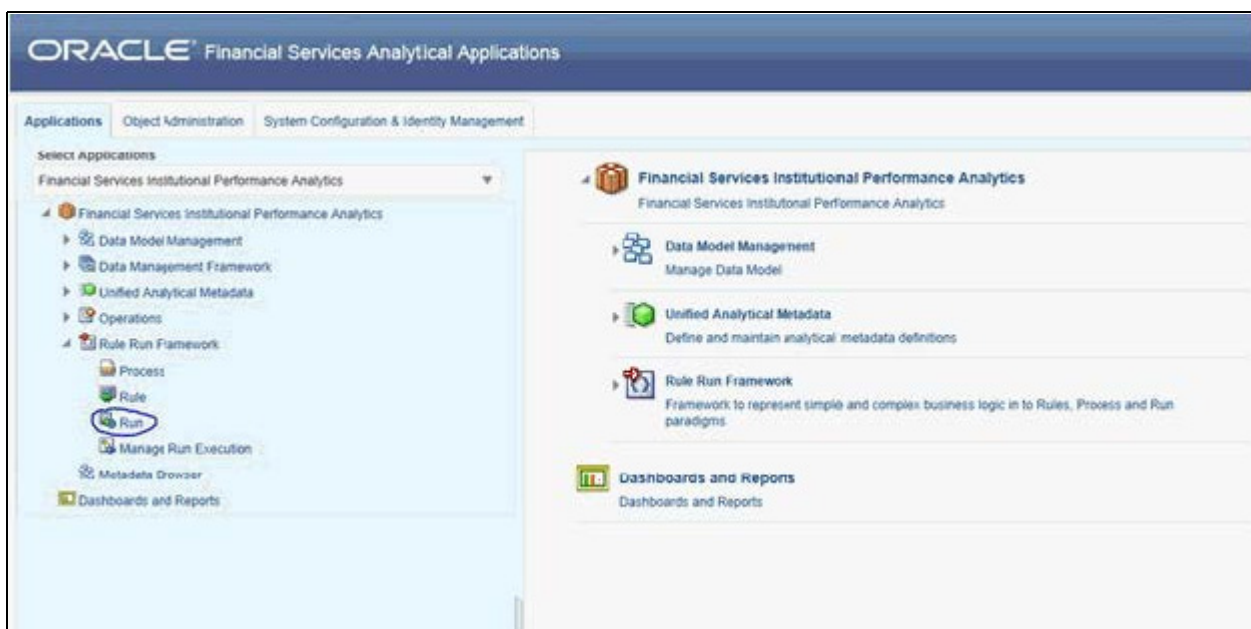 ORACLE® Financial Services Analytical Applications
Applications
Object Administration
System Configuration & Identity Management
Select Applications
Financial Services Institutional Performance Analytics
Financial Services Institutional Performance Analytics
Data Model Management
Data Management Framework
Unified Analytical Metadata
Operations
Rule Run Framework
Process
Rule
Run
Manage Run Execution
Metadata Browser
Dashboards and Reports
Financial Services Institutional Performance Analytics
Financial Services Institutional Performance Analytics
Data Model Management
Manage Data Model
Unified Analytical Metadata
Define and maintain analytical metadata definitions
Rule Run Framework
Framework to represent simple and complex business logic in to Rules, Process and Run
paradigms
Dashboards and Reports
Dashboards and Reports